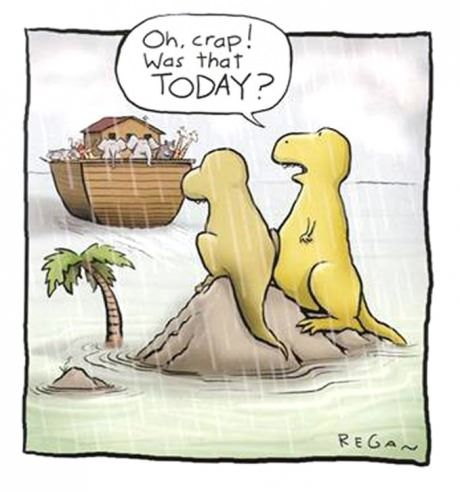 Oh, crap!
Was that
TODAY?
REGAN